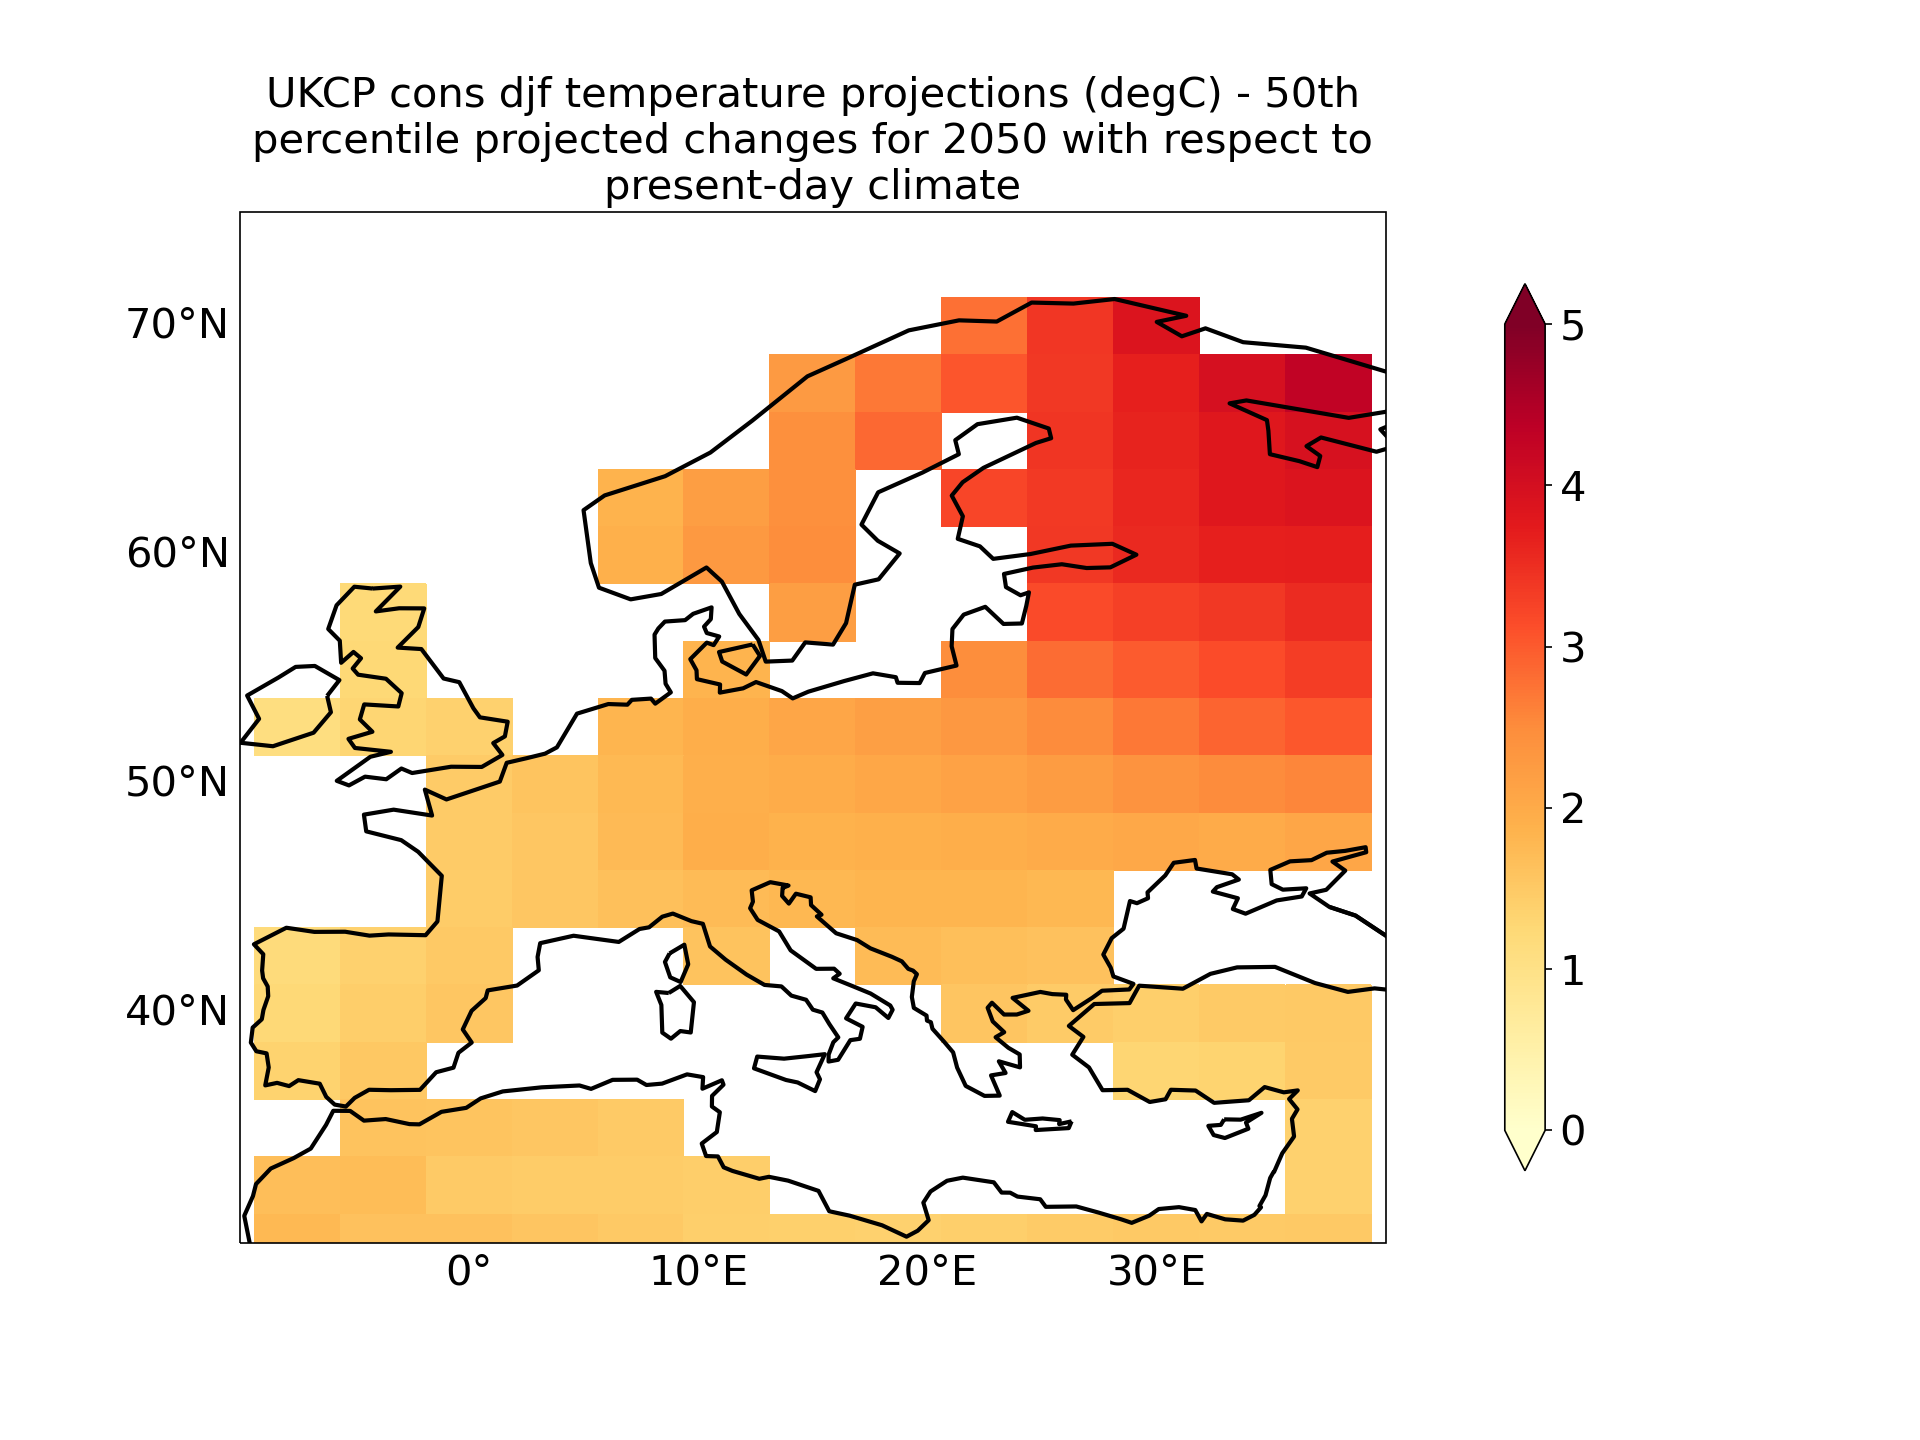 UKCP cons djf temperature projections (degC) - 50th
percentile projected changes for 2050 with respect to
present-day climate
70°N
60°N
50°N
40°N
0°
10°E
20°E
30°E
5
4
3
2
1
0